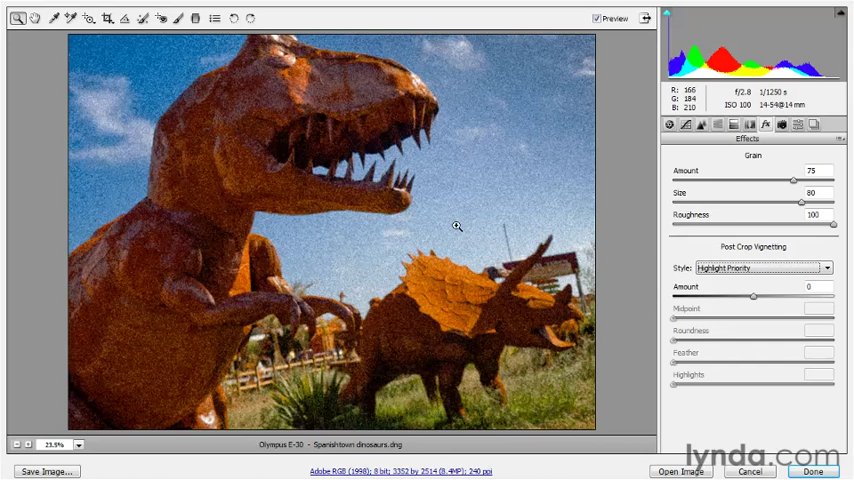 Preview
R: 166
G: 184
B: 210
f/2.8 1/1250 s
ISO 100 14-54@14 mm
fx
Effects
Grain
Amount 75
Size 80
Roughness 100
Post Crop Vignetting
Style: Highlight Priority
Amount 0
Midpoint
Roundness
Feather
Highlights
23.5%
Olympus E-30 - Spanishtown dinosaurs.dng
lynda.com
Save Image...
Adobe RGB (1998); 8 bit; 3352 by 2514 (8.4MP); 240 ppi
Open Image
Cancel
Done